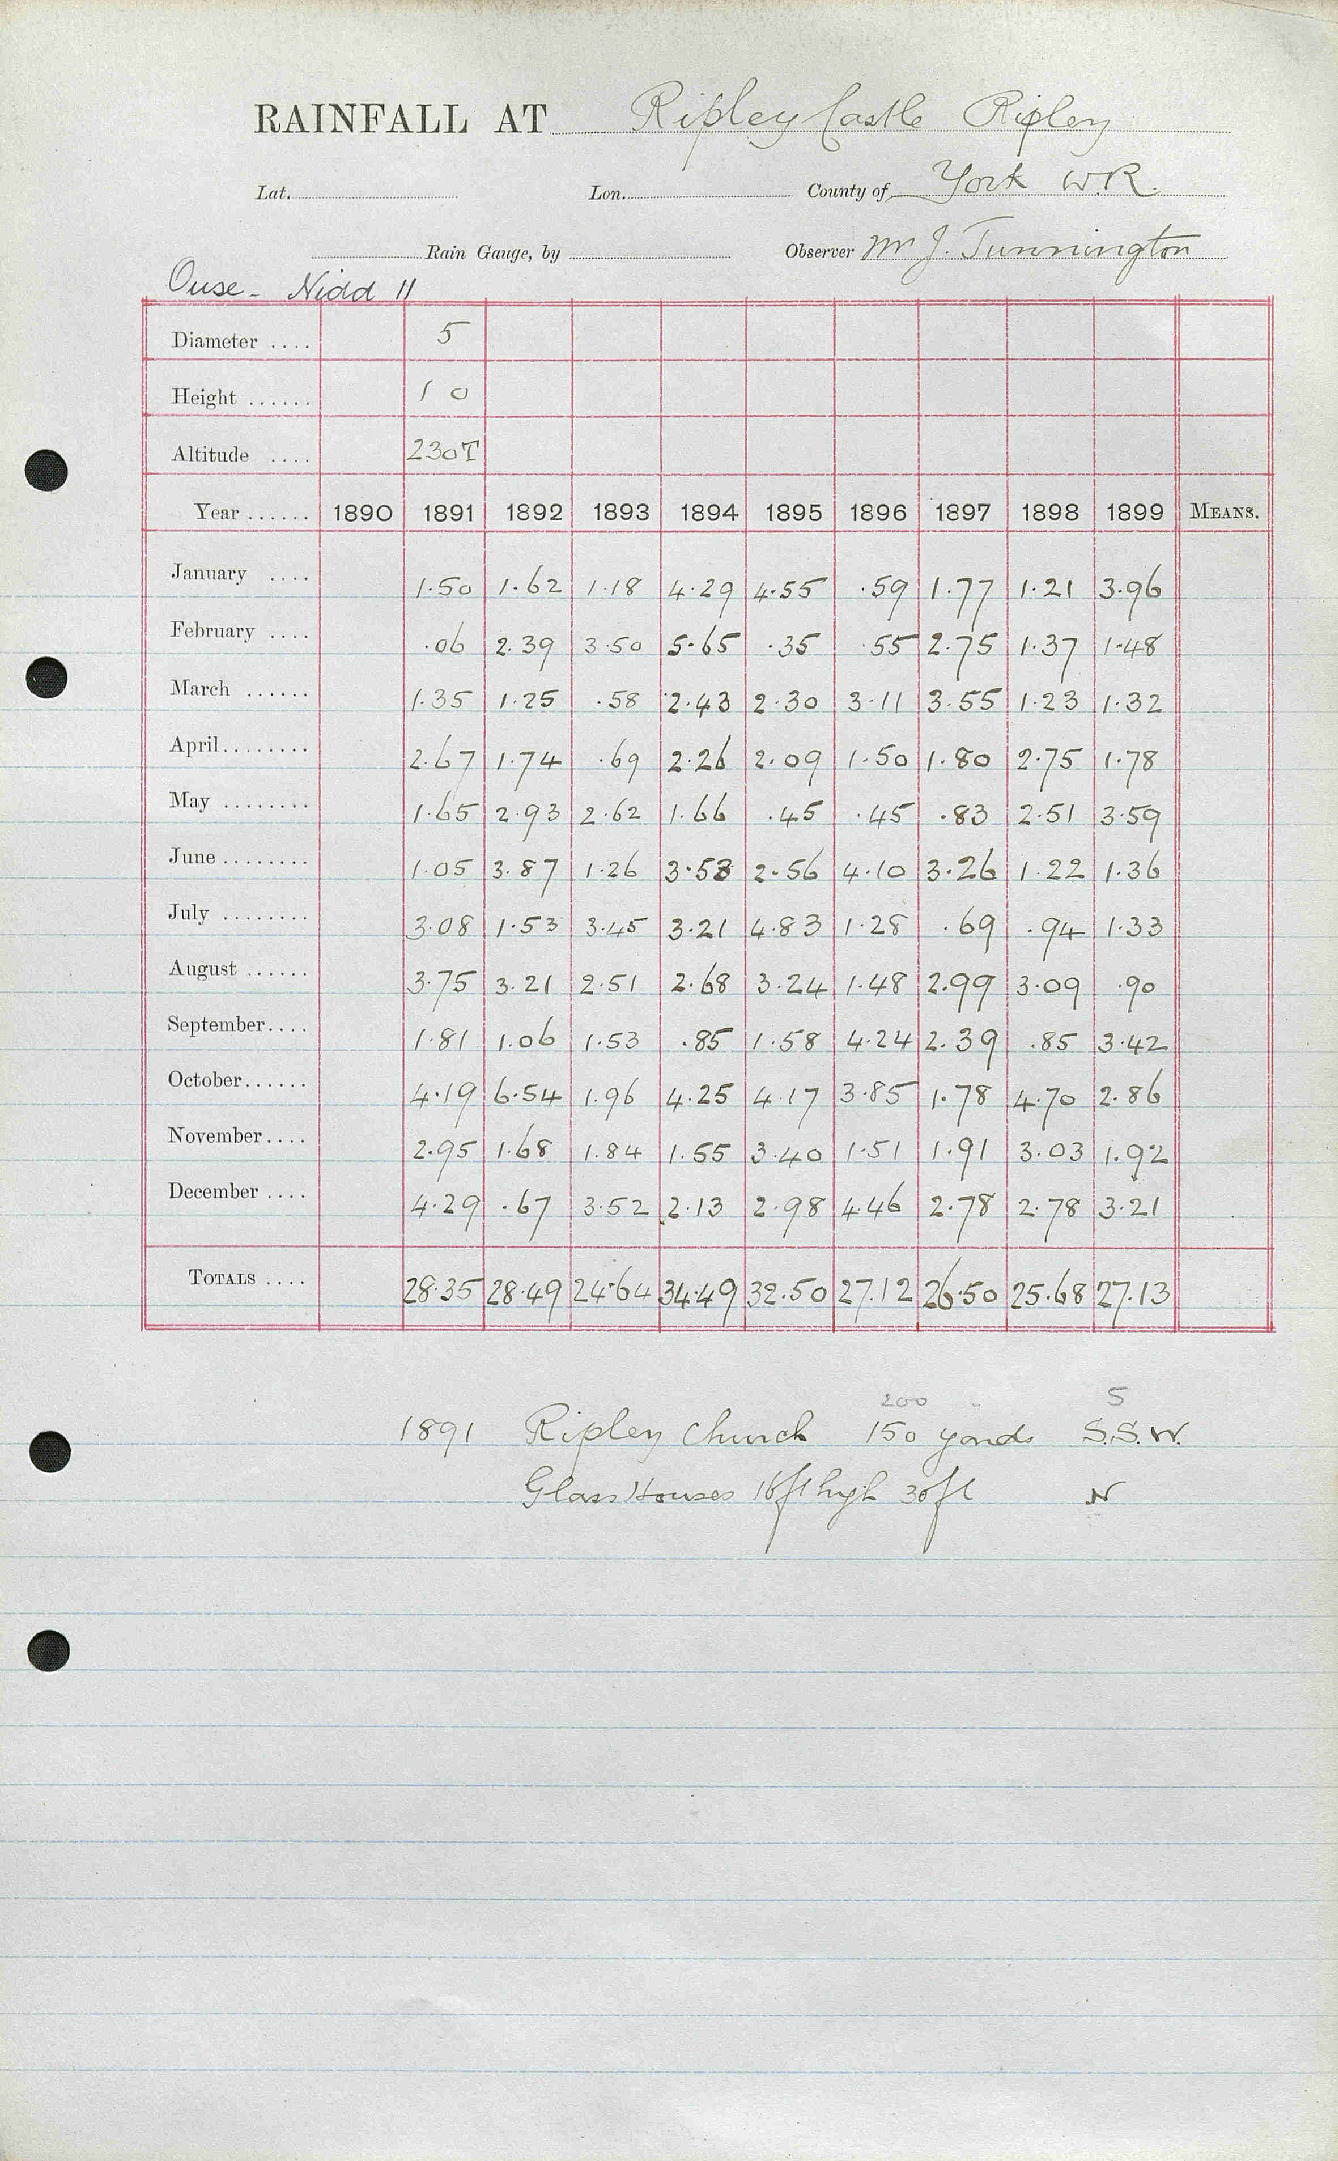 RAINFALL AT Ripley Castle Ripley
Lat. Lon. County of York W.R.
Rain Gauge, by Observer Mr J. Tunnington
Ouse - Nidd 11
Diameter .... 5
Height ...... 1 0
Altitude .... 230T
Year ...... 1890 1891 1892 1893 1894 1895 1896 1897 1898 1899 MEANS.
January .... 1.50 1.62 1.18 4.29 4.55 .59 1.77 1.21 3.96
February .... .06 2.39 3.50 5.65 .35 .55 2.75 1.37 1.48
March ...... 1.35 1.25 .58 2.43 2.30 3.11 3.55 1.23 1.32
April........ 2.67 1.74 .69 2.26 2.09 1.50 1.80 2.75 1.78
May ........ 1.65 2.93 2.62 1.66 .45 .45 .83 2.51 3.59
June ........ 1.05 3.87 1.26 3.53 2.56 4.10 3.26 1.22 1.36
July ........ 3.08 1.53 3.45 3.21 4.83 1.28 .69 .94 1.33
August ...... 3.75 3.21 2.51 2.68 3.24 1.48 2.99 3.09 .90
September.... 1.81 1.06 1.53 .85 1.58 4.24 2.39 .85 3.42
October...... 4.19 6.54 1.96 4.25 4.17 3.85 1.78 4.70 2.86
November.... 2.95 1.68 1.84 1.55 3.40 1.51 1.91 3.03 1.92
December .... 4.29 .67 3.52 2.13 2.98 4.46 2.78 2.78 3.21
TOTALS .... 28.35 28.49 24.64 34.49 32.50 27.12 26.50 25.68 27.13
200 S
1891 Ripley Church 150 yards S.S.W.
Glass Houses 16ft high 30ft N